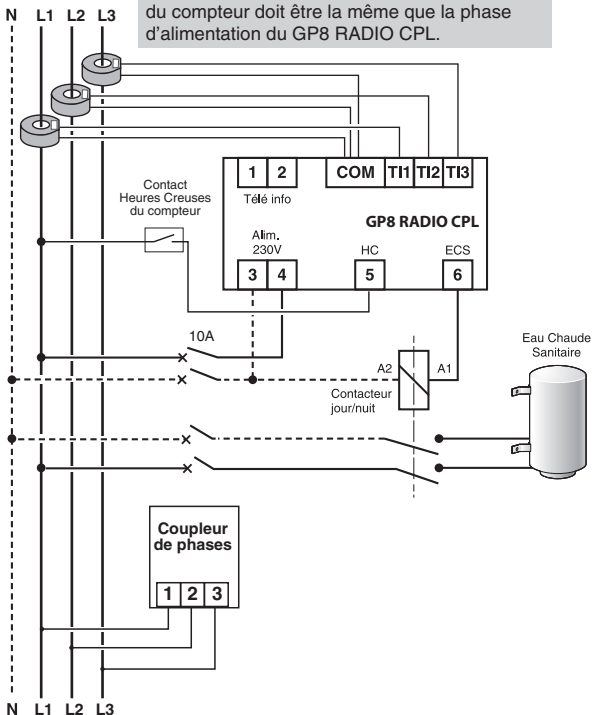 du compteur doit être la même que la phase
d'alimentation du GP8 RADIO CPL.
N L1 L2 L3
1 2 COM TI1 TI2 TI3
Télé info
Contact
Heures Creuses
du compteur
GP8 RADIO CPL
Alim.
230V
HC
ECS
3 4 5 6
10A
A2 A1
Contacteur
jour/nuit
Eau Chaude
Sanitaire
Coupleur
de phases
1 2 3
N L1 L2 L3